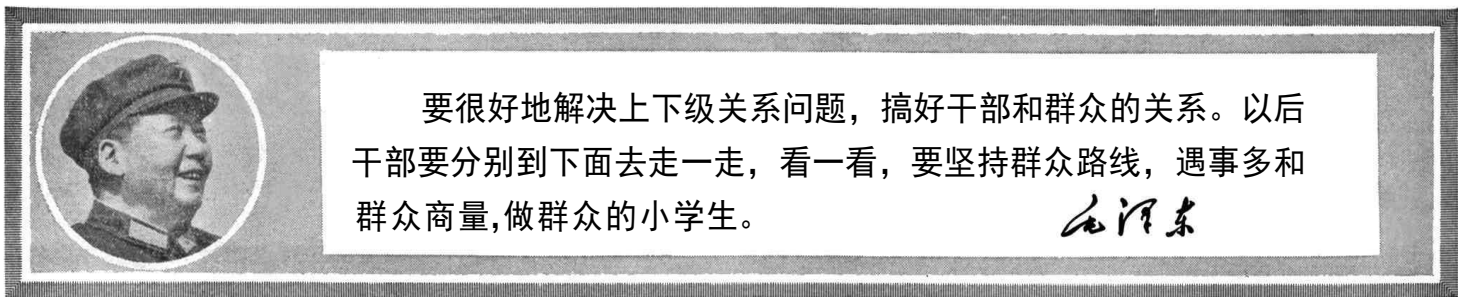 要很好地解决上下级关系问题，搞好干部和群众的关系。以后
干部要分别到下面去走一走，看一看，要坚持群众路线，遇事多和
群众商量,做群众的小学生。
毛泽东